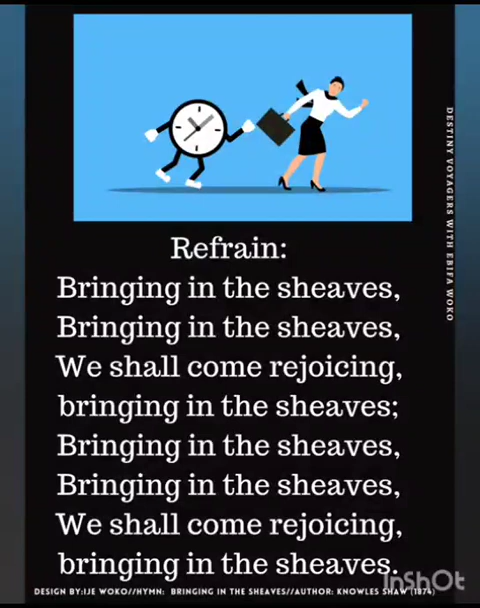 Refrain:
Bringing in the sheaves,
Bringing in the sheaves,
We shall come rejoicing,
bringing in the sheaves;
Bringing in the sheaves,
Bringing in the sheaves,
We shall come rejoicing,
bringing in the sheaves.
DESTINY VOYAGERS WITH EBIFA WOKO
InShOt
DESIGN BY:IJE WOKO//HYMN: BRINGING IN THE SHEAVES//AUTHOR: KNOWLES SHAW (1874)